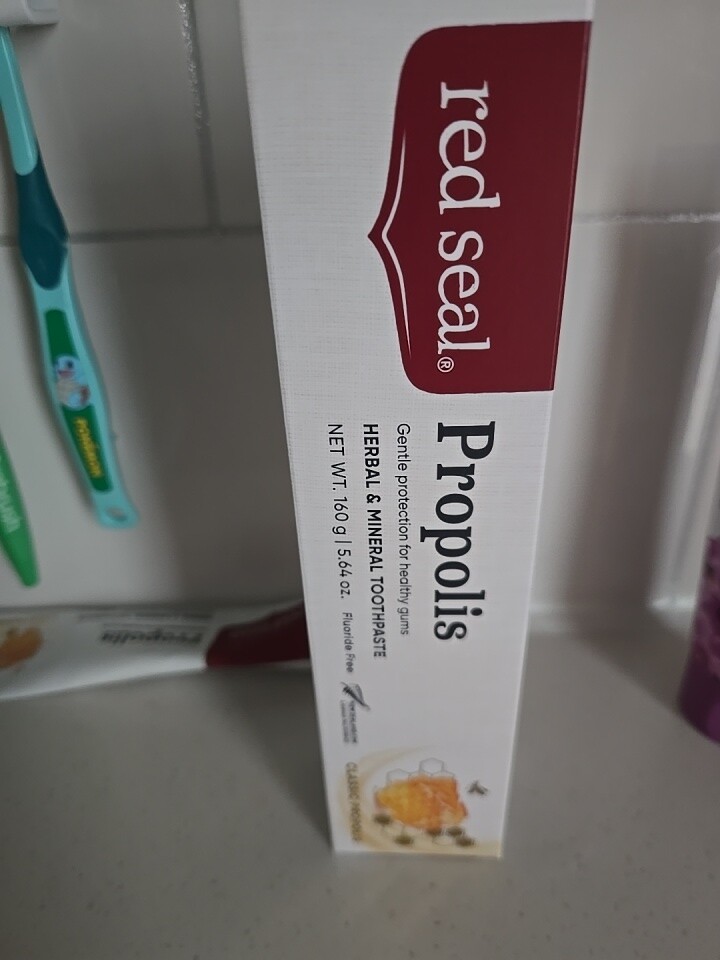 red seal®
Propolis
Gentle protection for healthy gums
HERBAL & MINERAL TOOTHPASTE
NET WT. 160 g | 5.64 oz. Fluoride Free
CLASSIC
Propolis